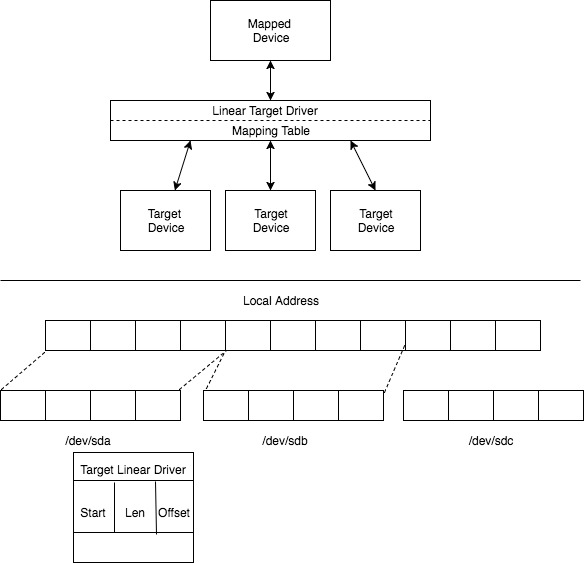 Mapped
Device
Linear Target Driver
Mapping Table
Target
Device
Target
Device
Target
Device
Local Address
/dev/sda
/dev/sdb
/dev/sdc
Target Linear Driver
Start
Len
Offset